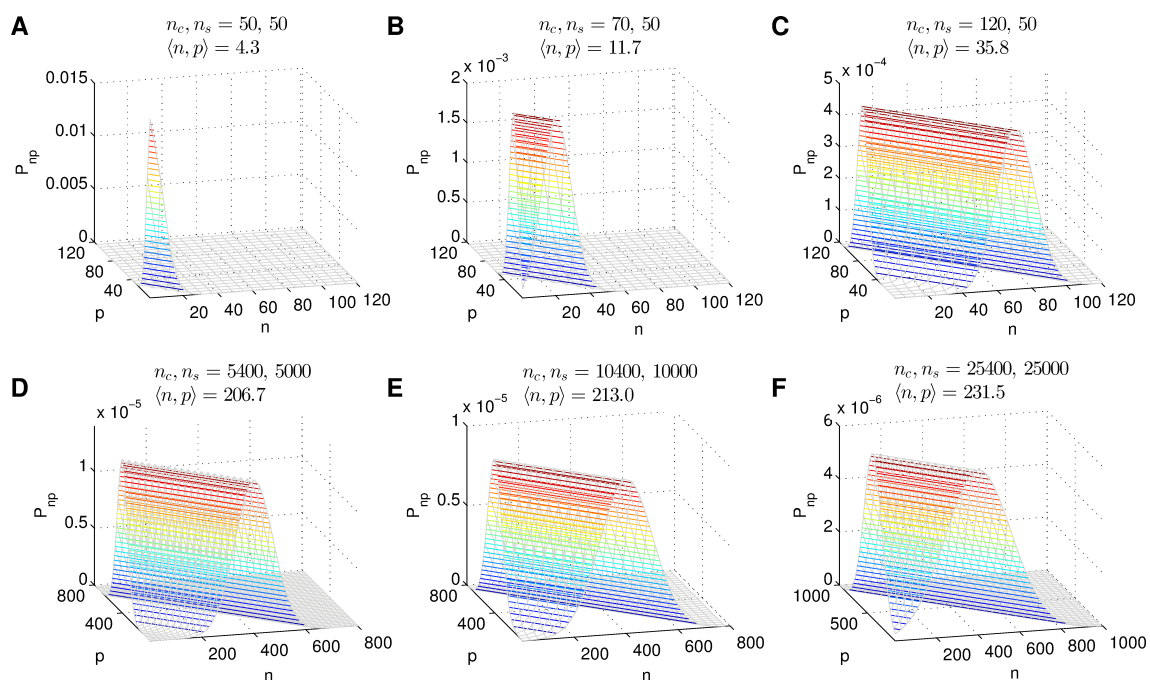 A
n_c, n_s = 50, 50
⟨n, p⟩ = 4.3
0.015
0.01
0.005
0
P_np
120
80
40
p
20 40 60 80 100 120
n
B
n_c, n_s = 70, 50
⟨n, p⟩ = 11.7
x 10⁻³
2
1.5
1
0.5
0
P_np
120
80
40
p
20 40 60 80 100 120
n
C
n_c, n_s = 120, 50
⟨n, p⟩ = 35.8
x 10⁻⁴
5
4
3
2
1
0
P_np
120
80
40
p
20 40 60 80 100 120
n
D
n_c, n_s = 5400, 5000
⟨n, p⟩ = 206.7
x 10⁻⁵
1
0.5
0
P_np
800
400
p
200 400 600 800
n
E
n_c, n_s = 10400, 10000
⟨n, p⟩ = 213.0
x 10⁻⁵
1
0.5
0
P_np
800
400
p
200 400 600 800
n
F
n_c, n_s = 25400, 25000
⟨n, p⟩ = 231.5
x 10⁻⁶
6
4
2
0
P_np
1000
500
p
200 400 600 800 1000
n